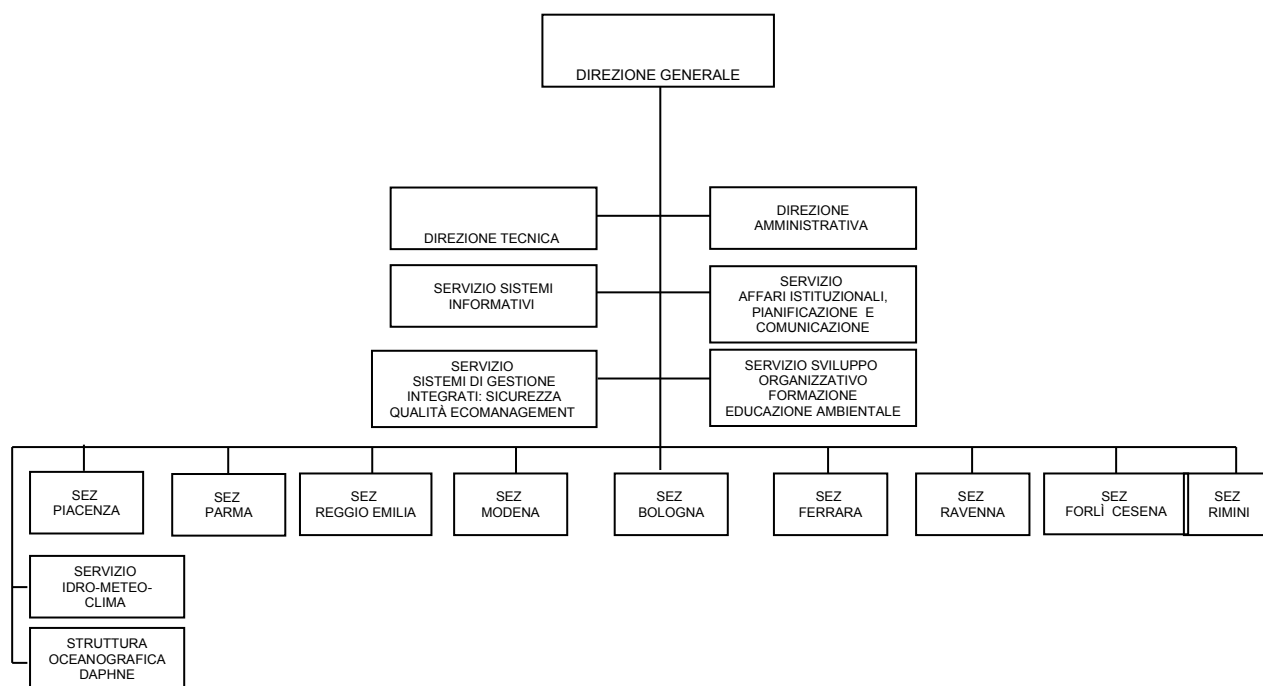 DIREZIONE GENERALE
DIREZIONE TECNICA
DIREZIONE
AMMINISTRATIVA
SERVIZIO SISTEMI
INFORMATIVI
SERVIZIO
AFFARI ISTITUZIONALI,
PIANIFICAZIONE E
COMUNICAZIONE
SERVIZIO
SISTEMI DI GESTIONE
INTEGRATI: SICUREZZA
QUALITÀ ECOMANAGEMENT
SERVIZIO SVILUPPO
ORGANIZZATIVO
FORMAZIONE
EDUCAZIONE AMBIENTALE
SEZ
PIACENZA
SEZ
PARMA
SEZ
REGGIO EMILIA
SEZ
MODENA
SEZ
BOLOGNA
SEZ
FERRARA
SEZ
RAVENNA
SEZ
FORLÌ CESENA
SEZ
RIMINI
SERVIZIO
IDRO-METEO-
CLIMA
STRUTTURA
OCEANOGRAFICA
DAPHNE